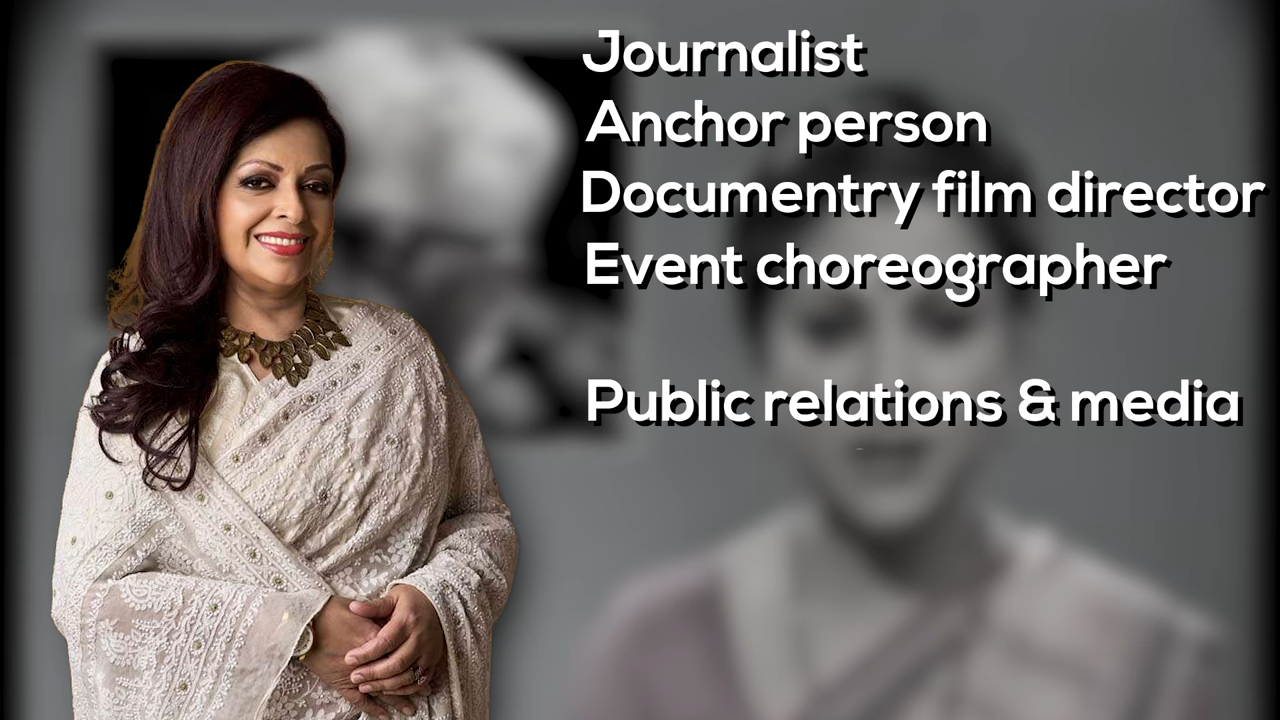 Journalist
Anchor person
Documentry film director
Event choreographer
Public relations & media